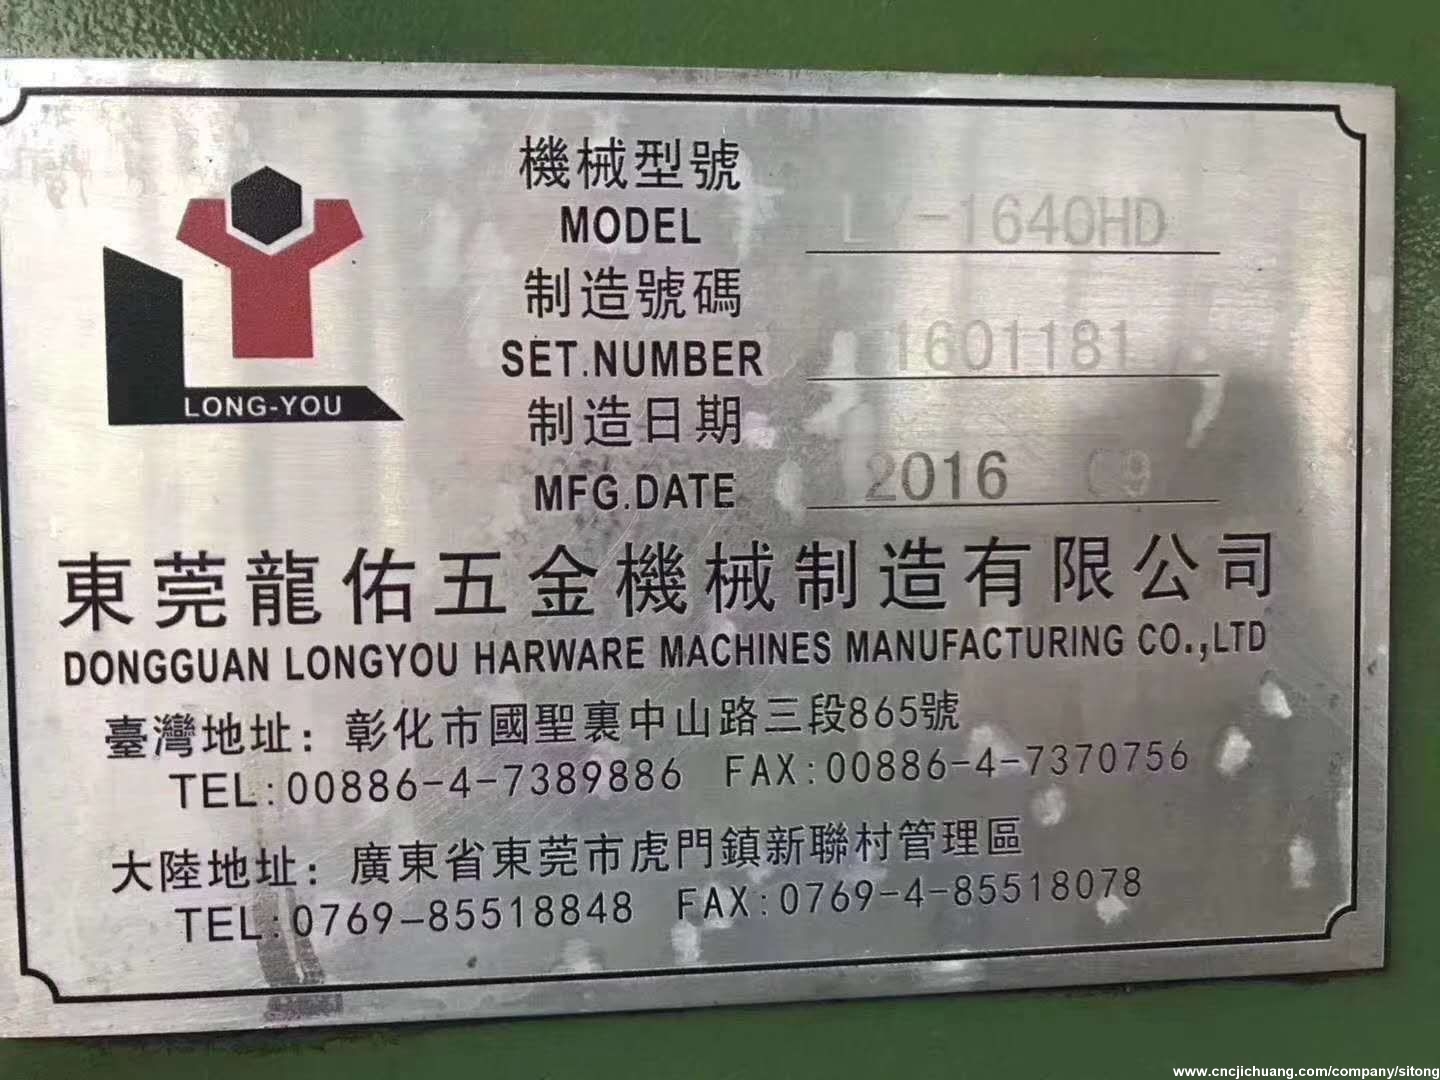 LONG-YOU
機械型號
MODEL LY-1640HD
制造號碼
SET.NUMBER 1601181
制造日期
MFG.DATE 2016 09
東莞龍佑五金機械制造有限公司
DONGGUAN LONGYOU HARWARE MACHINES MANUFACTURING CO.,LTD
臺灣地址：彰化市國聖裏中山路三段865號
TEL:00886-4-7389886 FAX:00886-4-7370756
大陸地址：廣東省東莞市虎門鎮新聯村管理區
TEL:0769-85518848 FAX:0769-4-85518078
www.cncjichuang.com/company/sitong